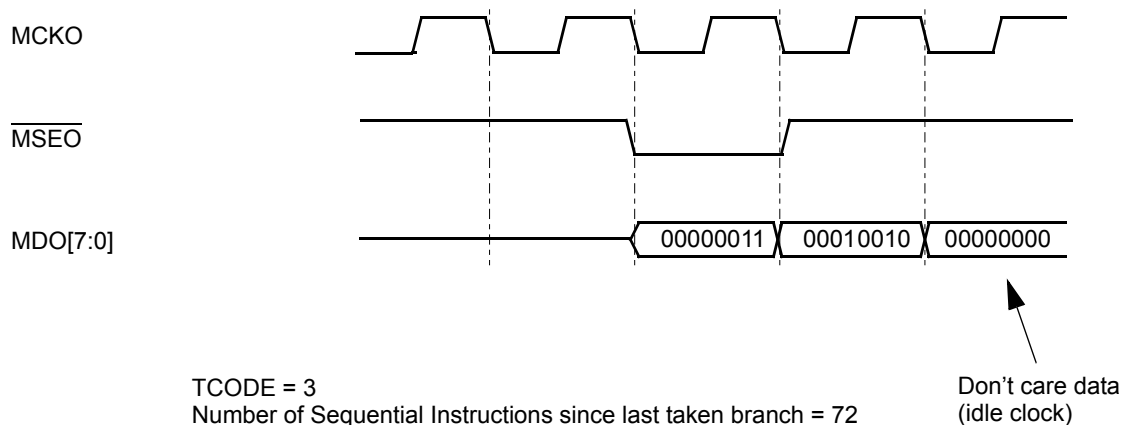 MCKO
MSEO
MDO[7:0]
00000011 00010010 00000000
TCODE = 3
Number of Sequential Instructions since last taken branch = 72
Don't care data
(idle clock)